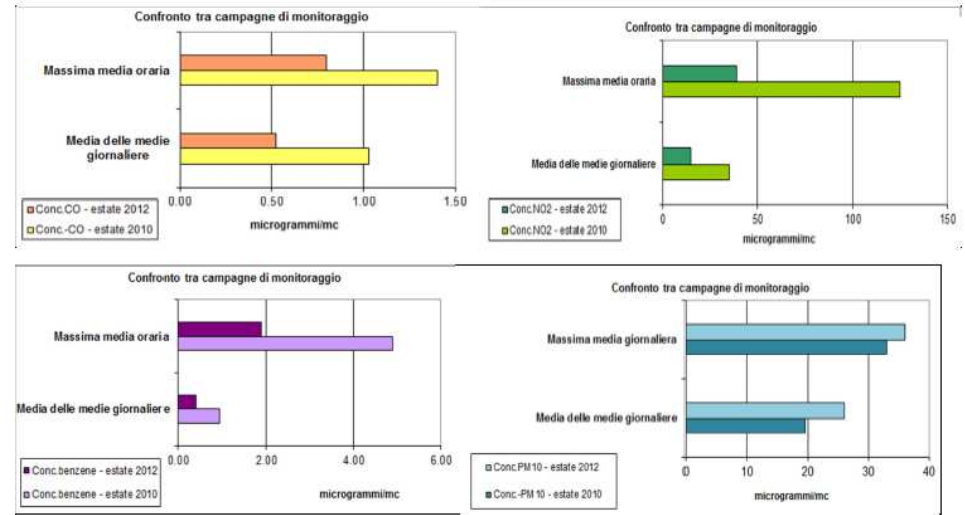 Confronto tra campagne di monitoraggio
Massima media oraria
Media delle medie
giornaliere
0.00
0.50
1.00
1.50
Conc.CO - estate 2012
Conc.-CO - estate 2010
microgrammi/mc
Confronto tra campagne di monitoraggio
Massima media oraria
Media delle medie giornaliere
0
50
100
150
Conc.NO2 - estate 2012
Conc.NO2 - estate 2010
microgrammi/mc
Confronto tra campagne di monitoraggio
Massima media oraria
Media delle medie giornaliere
0.00
2.00
4.00
6.00
Conc.benzene - estate 2012
Conc.benzene - estate 2010
microgrammi/mc
Confronto tra campagne di monitoraggio
Massima media giornaliera
Media delle medie giornaliere
0
10
20
30
40
Conc.PM10 - estate 2012
Conc.-PM10 - estate 2010
microgrammi/mc